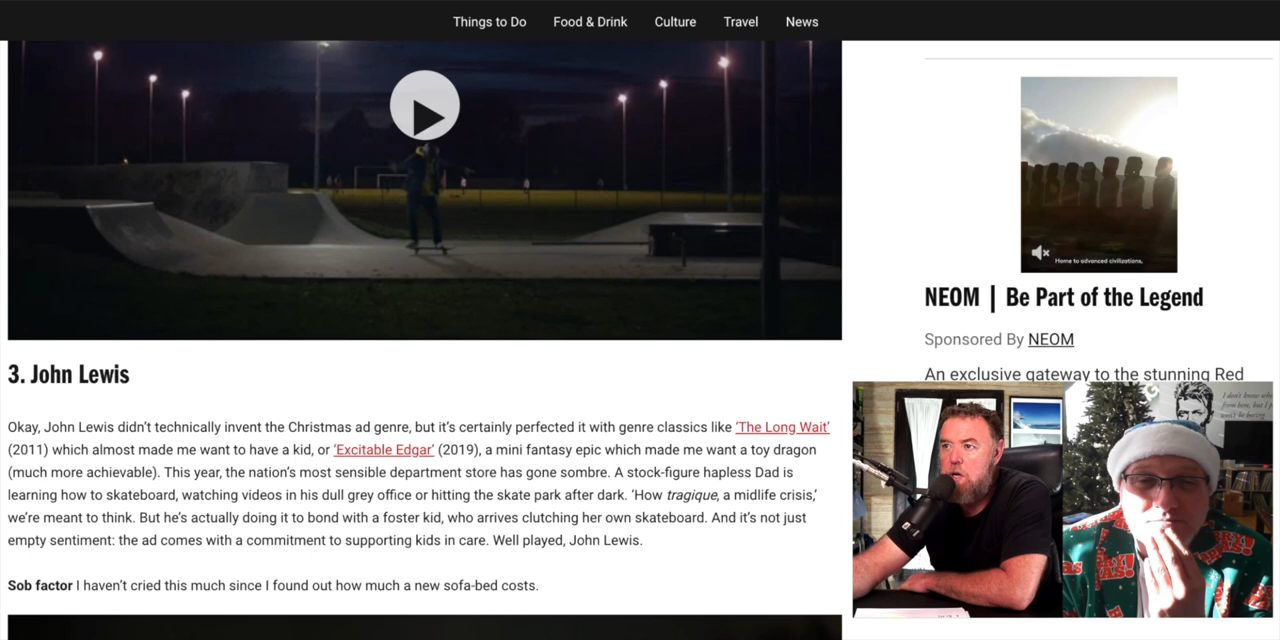 Things to Do Food & Drink Culture Travel News
Home to advanced civilizations,
NEOM | Be Part of the Legend
Sponsored By NEOM
An exclusive gateway to the stunning Red
3. John Lewis
Okay, John Lewis didn’t technically invent the Christmas ad genre, but it’s certainly perfected it with genre classics like ‘The Long Wait’
(2011) which almost made me want to have a kid, or ‘Excitable Edgar’ (2019), a mini fantasy epic which made me want a toy dragon
(much more achievable). This year, the nation’s most sensible department store has gone sombre. A stock-figure hapless Dad is
learning how to skateboard, watching videos in his dull grey office or hitting the skate park after dark. ‘How tragique, a midlife crisis,’
we’re meant to think. But he’s actually doing it to bond with a foster kid, who arrives clutching her own skateboard. And it’s not just
empty sentiment: the ad comes with a commitment to supporting kids in care. Well played, John Lewis.
Sob factor I haven’t cried this much since I found out how much a new sofa-bed costs.
I don't know
from here, but I
won't be boring.